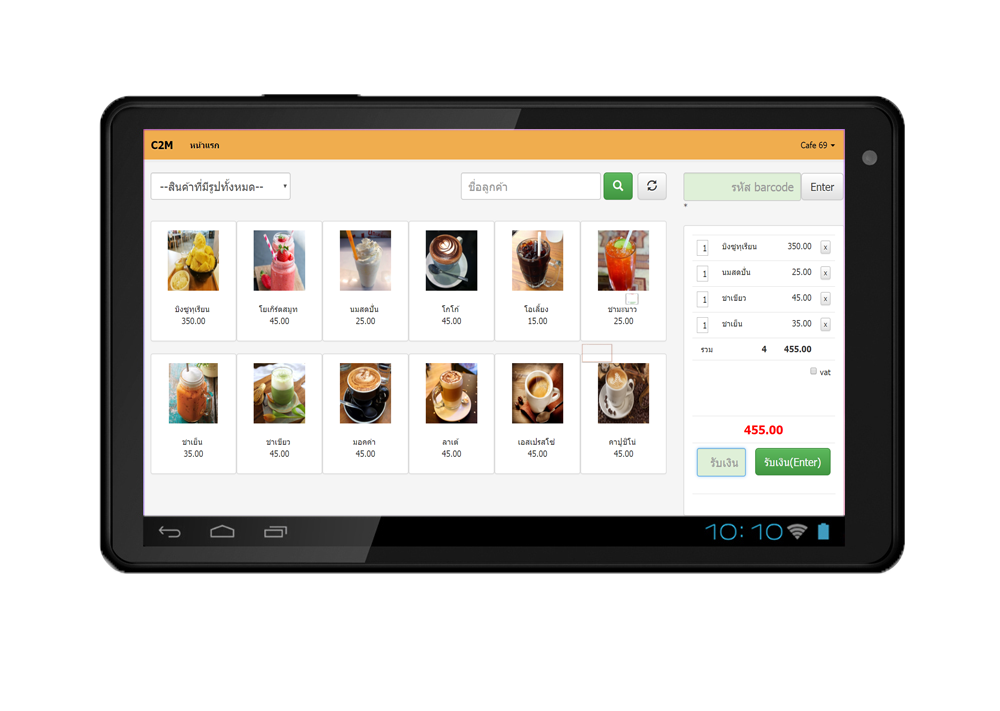 C2M หน้าแรก Cafe 69
--สินค้าที่มีรูปทั้งหมด-- ชื่อลูกค้า รหัส barcode Enter
บิงซูทุเรียน โยเกิร์ตสมูท นมสดปั่น โกโก้ โอเลี้ยง ชามะนาว
350.00 45.00 25.00 45.00 15.00 25.00
ชาเย็น ชาเขียว มอคค่า ลาเต้ เอสเปรสโซ่ คาปูชิโน่
35.00 45.00 45.00 45.00 45.00 45.00
1 บิงซูทุเรียน 350.00 x
1 นมสดปั่น 25.00 x
1 ชาเขียว 45.00 x
1 ชาเย็น 35.00 x
รวม 4 455.00
vat
455.00
รับเงิน รับเงิน(Enter)
10:10